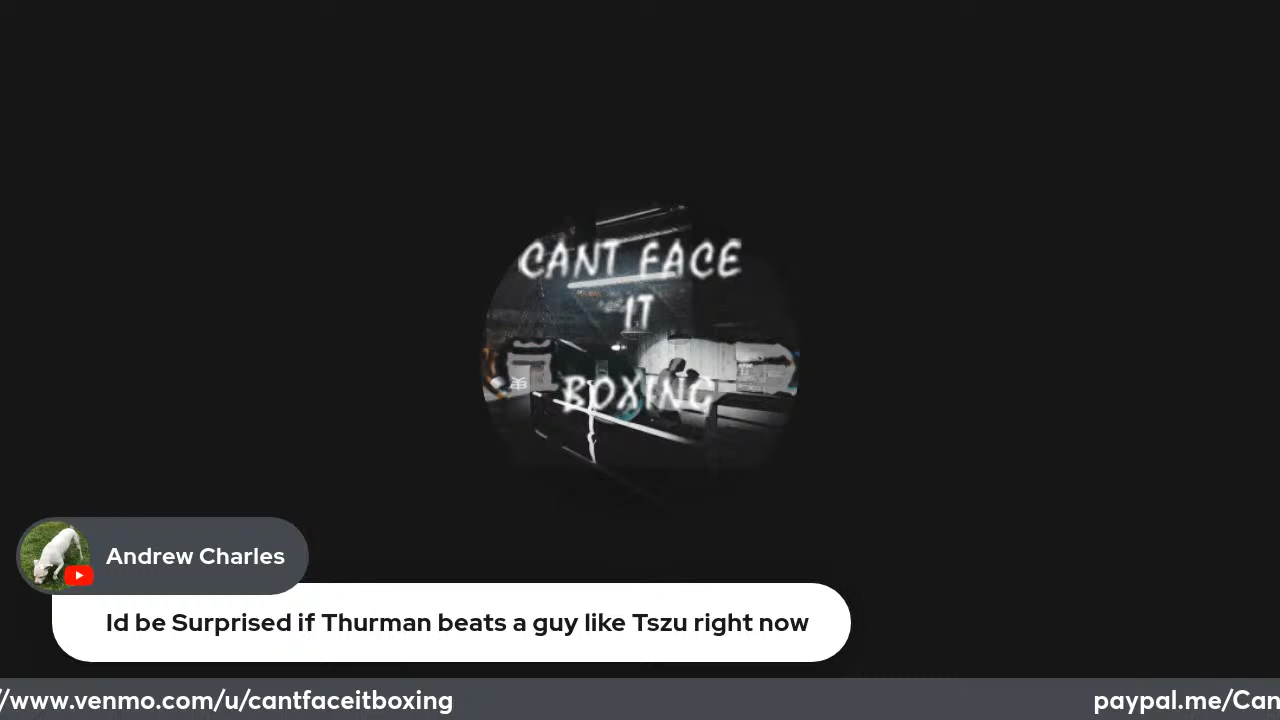 CANT FACE
IT
BOXING
Andrew Charles
Id be Surprised if Thurman beats a guy like Tszu right now
//www.venmo.com/u/cantfaceitboxing
paypal.me/Can